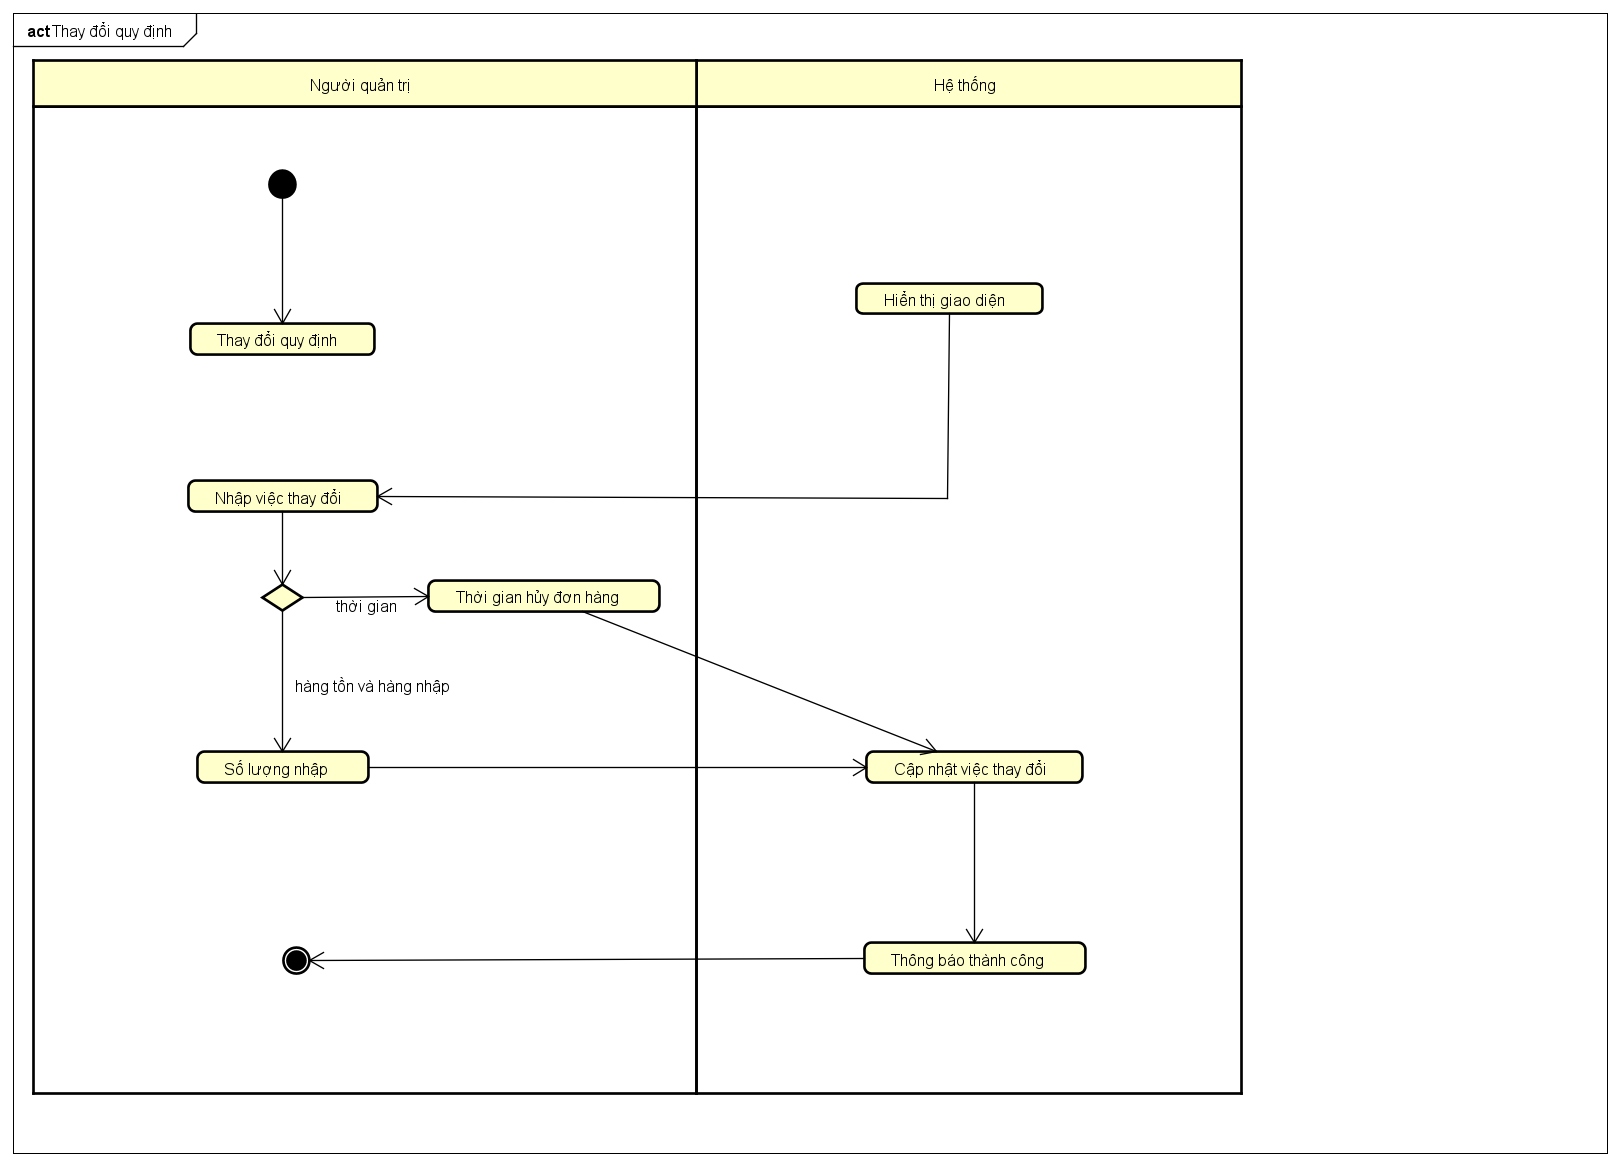 act Thay đổi quy định
Người quản trị
Hệ thống
Hiển thị giao diện
Thay đổi quy định
Nhập việc thay đổi
Thời gian hủy đơn hàng
thời gian
hàng tồn và hàng nhập
Số lượng nhập
Cập nhật việc thay đổi
Thông báo thành công